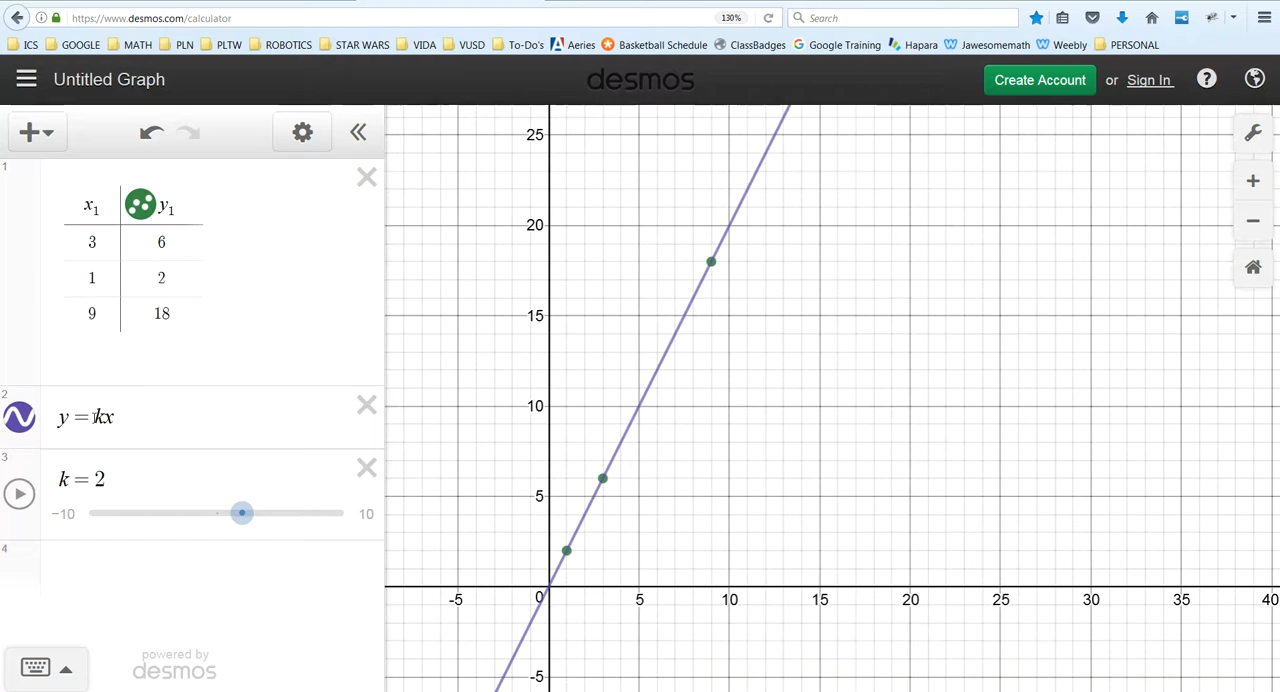 https://www.desmos.com/calculator 130% Search
ICS GOOGLE MATH PLN PLTW ROBOTICS STAR WARS VIDA VUSD To-Do's Aeries Basketball Schedule ClassBadges Google Training Hapara Jawesomemath Weebly PERSONAL
Untitled Graph desmos Create Account or Sign In ?
1
x₁ y₁
3 6
1 2
9 18
2
y = kx
3
k = 2
−10 10
4
powered by
desmos
25
20
15
10
5
-5 0 5 10 15 20 25 30 35 40
-5